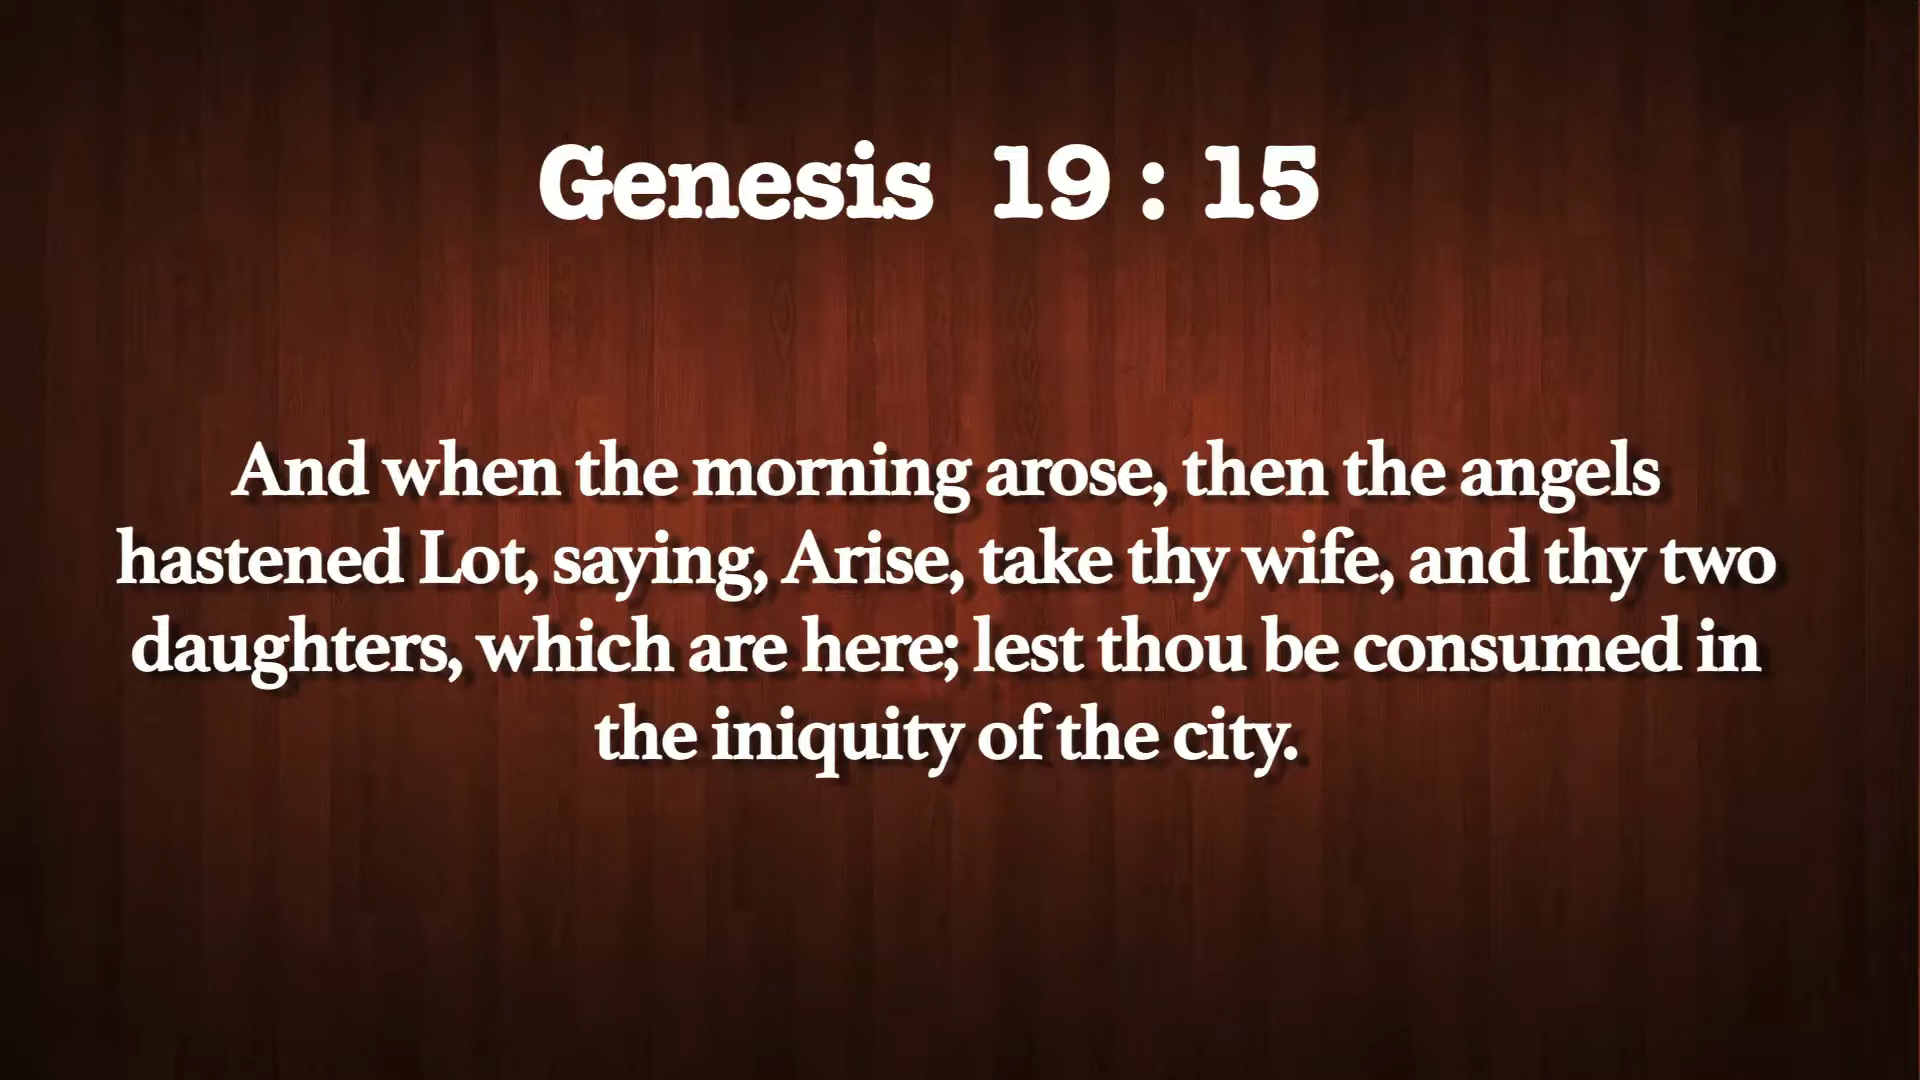 Genesis 19 : 15
And when the morning arose, then the angels
hastened Lot, saying, Arise, take thy wife, and thy two
daughters, which are here; lest thou be consumed in
the iniquity of the city.